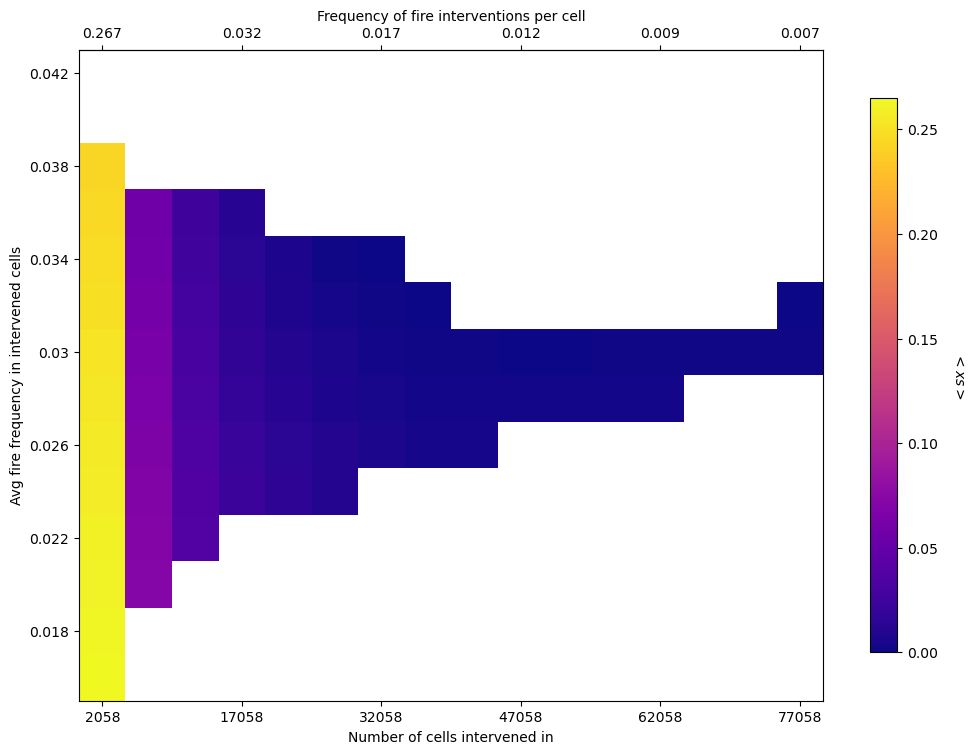 Frequency of fire interventions per cell
0.267 0.032 0.017 0.012 0.009 0.007
0.042
0.038
0.034
0.03
0.026
0.022
0.018
Avg fire frequency in intervened cells
2058 17058 32058 47058 62058 77058
Number of cells intervened in
0.25
0.20
0.15
0.10
0.05
0.00
< sx >